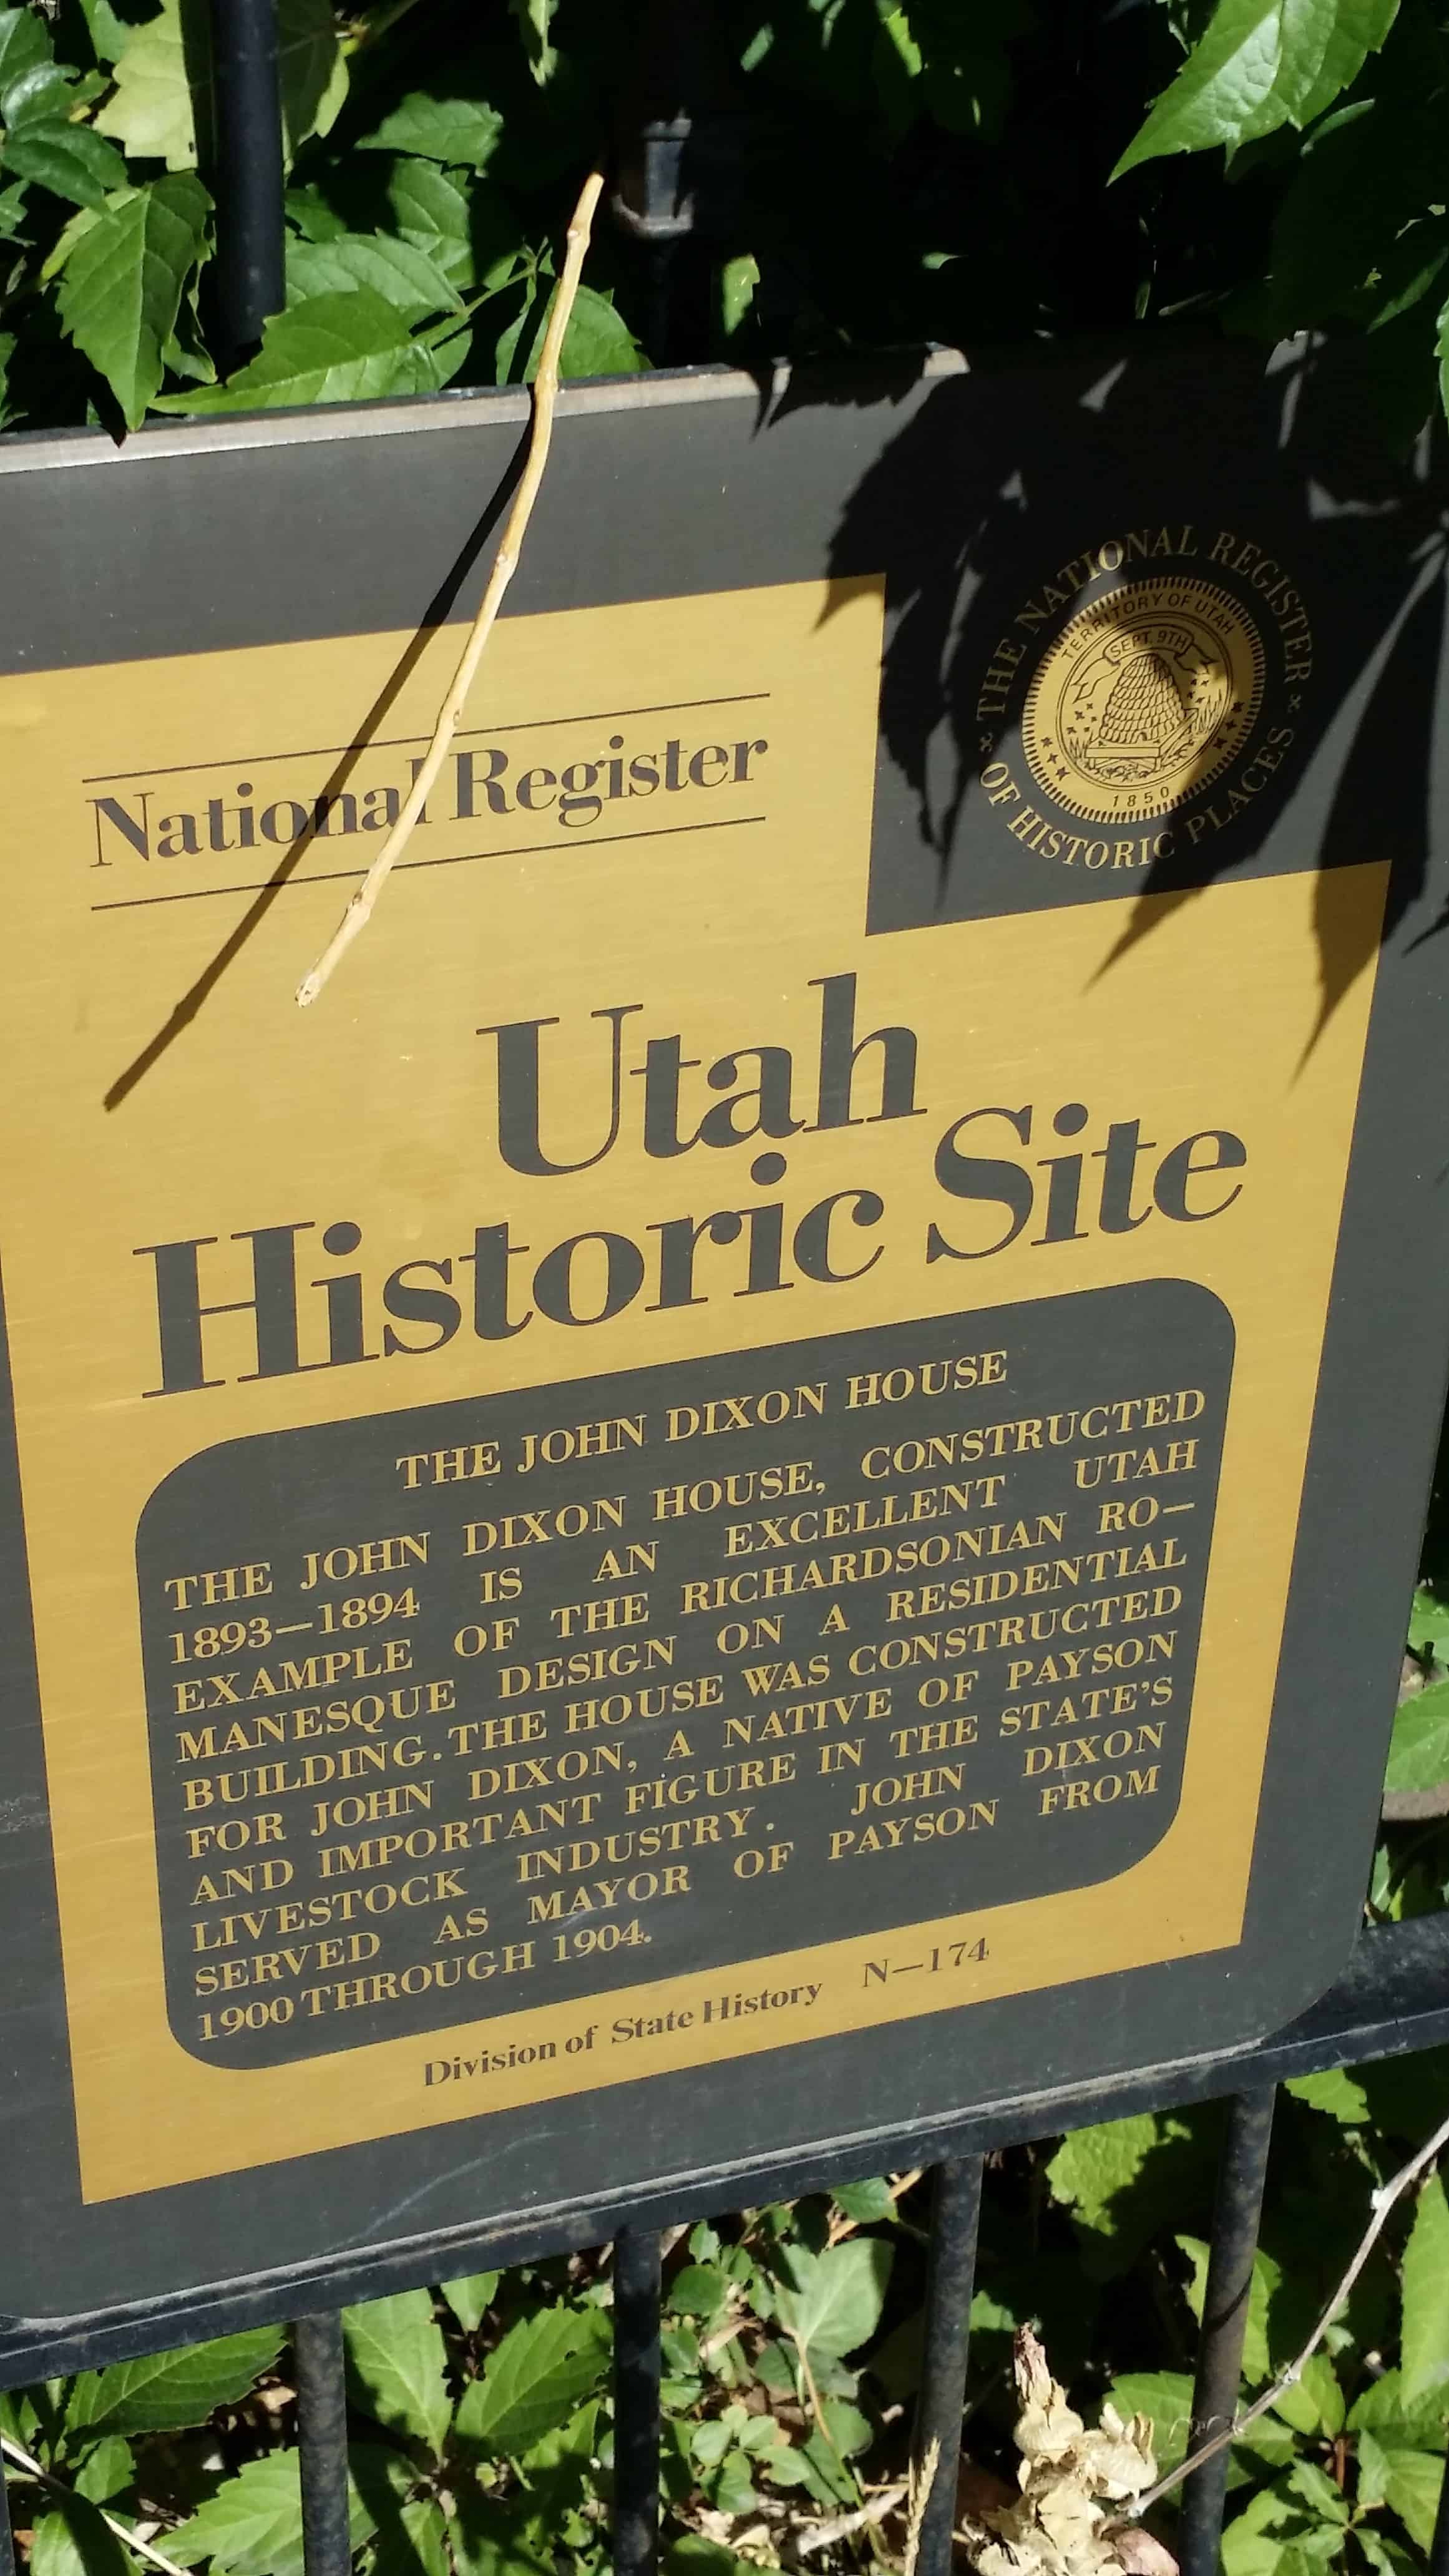 National Register
THE NATIONAL REGISTER
OF HISTORIC PLACES
TERRITORY OF UTAH
SEPT. 9TH
1850
Utah
Historic Site
THE JOHN DIXON HOUSE
THE JOHN DIXON HOUSE, CONSTRUCTED
1893—1894 IS AN EXCELLENT UTAH
EXAMPLE OF THE RICHARDSONIAN RO—
MANESQUE DESIGN ON A RESIDENTIAL
BUILDING. THE HOUSE WAS CONSTRUCTED
FOR JOHN DIXON, A NATIVE OF PAYSON
AND IMPORTANT FIGURE IN THE STATE'S
LIVESTOCK INDUSTRY. JOHN DIXON
SERVED AS MAYOR OF PAYSON FROM
1900 THROUGH 1904.
Division of State History N—174